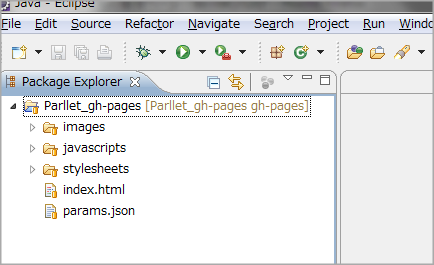 Java - Eclipse
File Edit Source Refactor Navigate Search Project Run Window
Package Explorer
Parllet_gh-pages [Parllet_gh-pages gh-pages]
images
javascripts
stylesheets
index.html
params.json